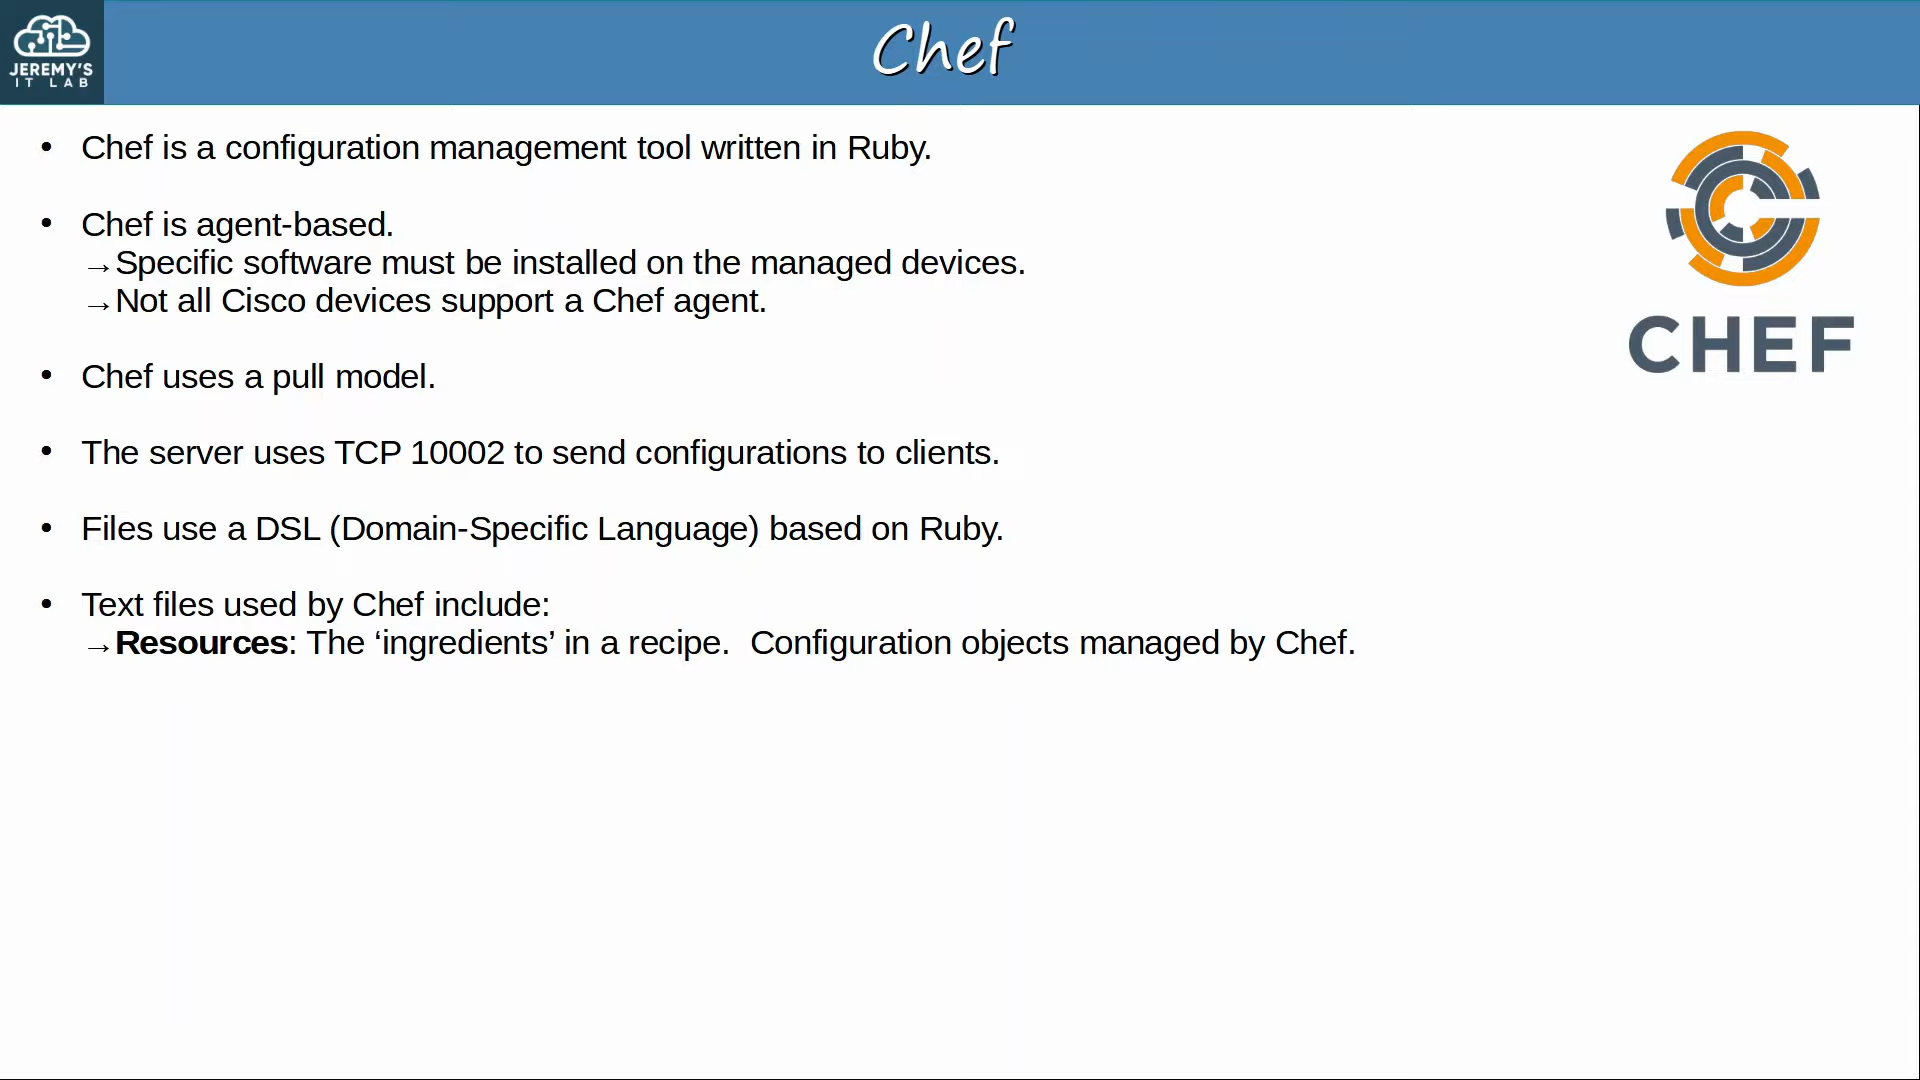 JEREMY'S
IT LAB
Chef
• Chef is a configuration management tool written in Ruby.
• Chef is agent-based.
→Specific software must be installed on the managed devices.
→Not all Cisco devices support a Chef agent.
• Chef uses a pull model.
• The server uses TCP 10002 to send configurations to clients.
• Files use a DSL (Domain-Specific Language) based on Ruby.
• Text files used by Chef include:
→Resources: The ‘ingredients’ in a recipe.  Configuration objects managed by Chef.
CHEF